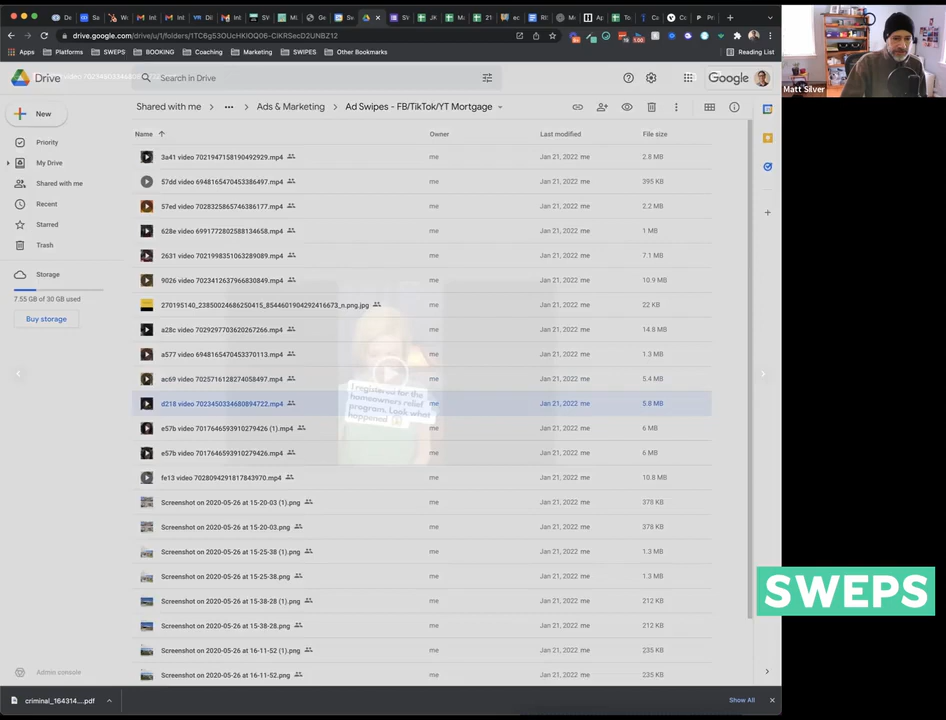 drive.google.com/drive/u/1/folders/1TC6g53OUcHKIOQ06-CIKRSecD2UNBZ12
Reading List
Apps
Platforms
SWEPS
BOOKING
Coaching
Marketing
SWIPES
Other Bookmarks
Matt Silver
Drive
Search in Drive
Google
New
Shared with me > ... > Ads & Marketing > Ad Swipes - FB/TikTok/YT Mortgage
Priority
My Drive
Shared with me
Recent
Starred
Trash
Storage
7.55 GB of 30 GB used
Buy storage
Admin console
Name Owner Last modified File size
3a41 video 7021947158190492929.mp4 me Jan 21, 2022 me 2.8 MB
57dd video 6948165470453386497.mp4 me Jan 21, 2022 me 395 KB
57ed video 7028325865746386177.mp4 me Jan 21, 2022 me 2.2 MB
628e video 6991772802588134658.mp4 me Jan 21, 2022 me 1 MB
2631 video 7021998351063289089.mp4 me Jan 21, 2022 me 7.1 MB
9026 video 7023412637966830849.mp4 me Jan 21, 2022 me 10.9 MB
270195140_23850024686250415_8544601904292416673_n.png.jpg me Jan 21, 2022 me 22 KB
a28c video 7029297703620267266.mp4 me Jan 21, 2022 me 14.8 MB
a577 video 6948165470453370113.mp4 me Jan 21, 2022 me 1.3 MB
ac69 video 7025716128274058497.mp4 me Jan 21, 2022 me 5.4 MB
d218 video 7023450334680894722.mp4 me Jan 21, 2022 me 5.8 MB
e57b video 7017646593910279426 (1).mp4 me Jan 21, 2022 me 6 MB
e57b video 7017646593910279426.mp4 me Jan 21, 2022 me 6 MB
fe13 video 7028094291817843970.mp4 me Jan 21, 2022 me 10.8 MB
Screenshot on 2020-05-26 at 15-20-03 (1).png me Jan 21, 2022 me 378 KB
Screenshot on 2020-05-26 at 15-20-03.png me Jan 21, 2022 me 378 KB
Screenshot on 2020-05-26 at 15-25-38 (1).png me Jan 21, 2022 me 1.3 MB
Screenshot on 2020-05-26 at 15-25-38.png me Jan 21, 2022 me 1.3 MB
Screenshot on 2020-05-26 at 15-38-28 (1).png me Jan 21, 2022 me 212 KB
Screenshot on 2020-05-26 at 15-38-28.png me Jan 21, 2022 me 212 KB
Screenshot on 2020-05-26 at 16-11-52 (1).png me Jan 21, 2022 me 235 KB
Screenshot on 2020-05-26 at 16-11-52.png me Jan 21, 2022 me 235 KB
I registered for the
homeowners relief
program. Look what
happened
SWEPS
criminal_164314....pdf
Show All